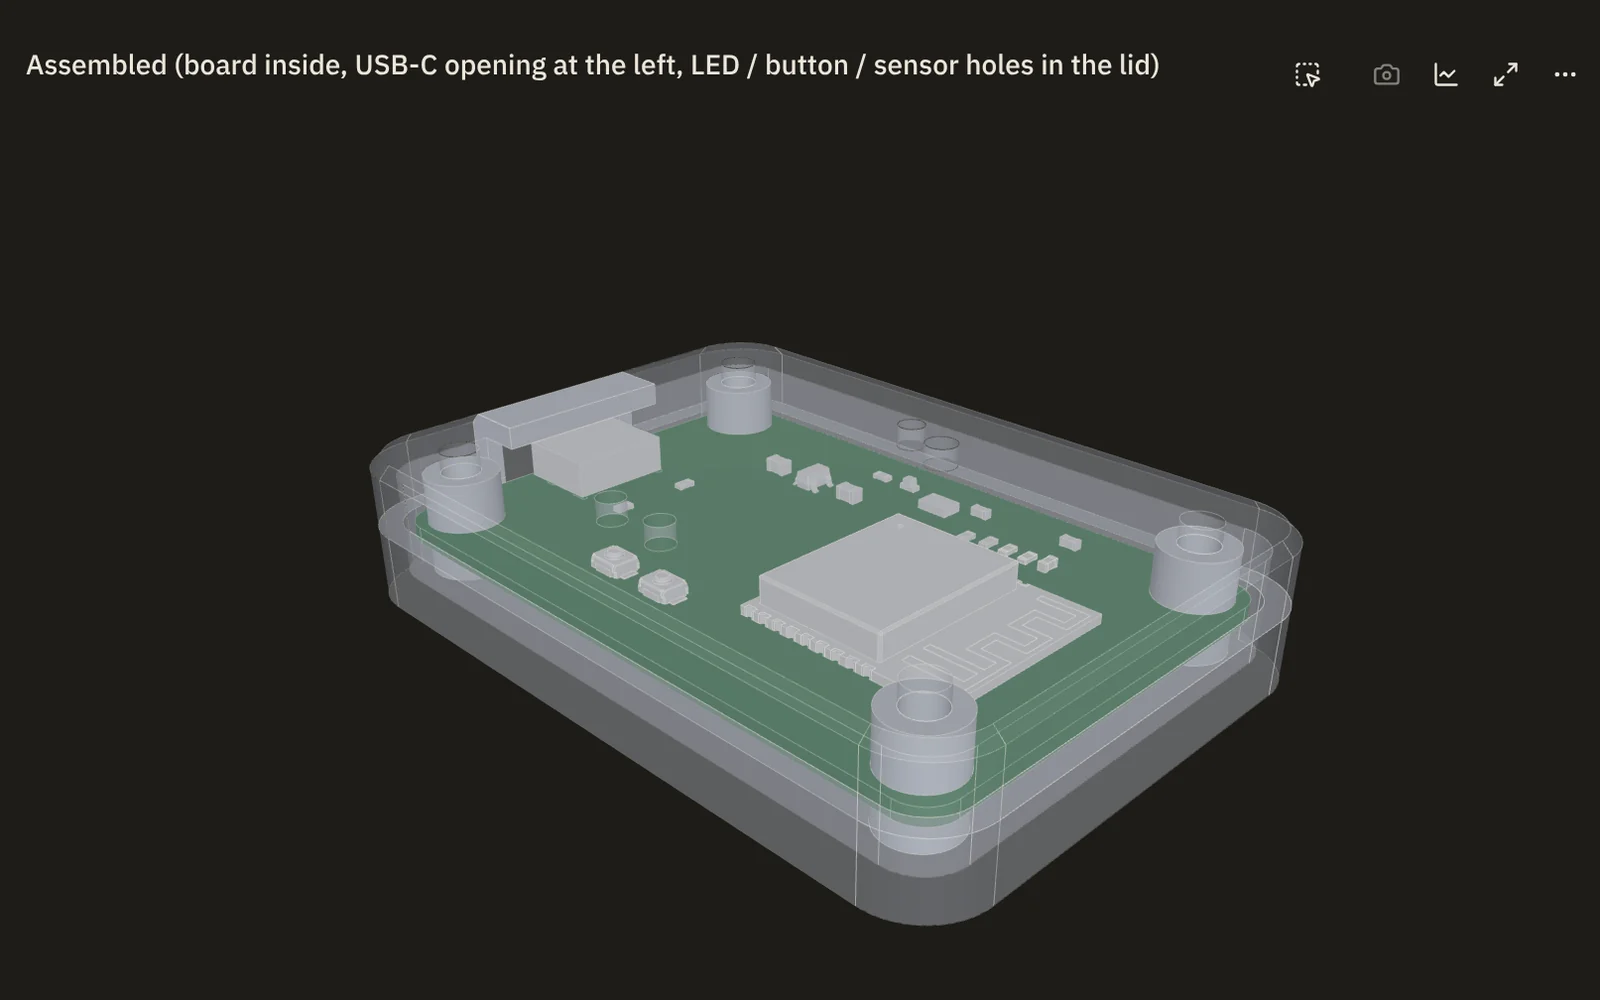 Assembled (board inside, USB-C opening at the left, LED / button / sensor holes in the lid)